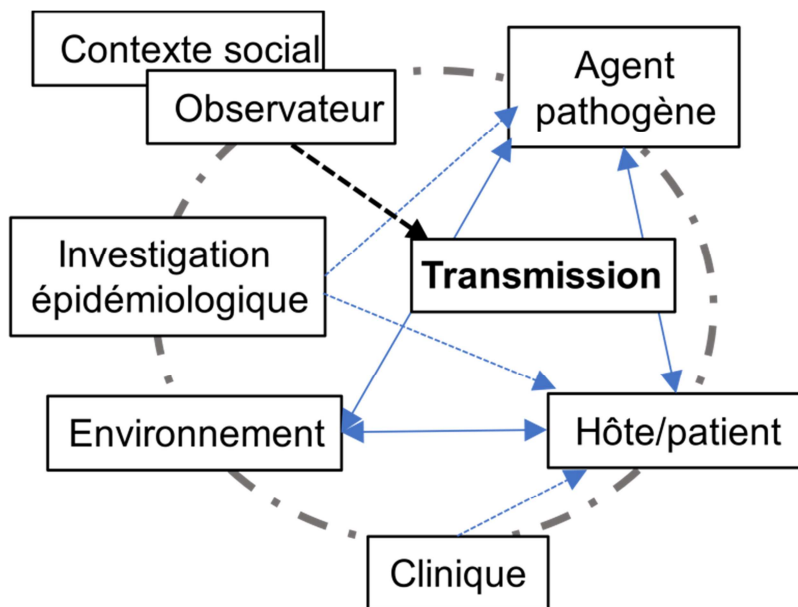 Contexte social
Observateur
Agent
pathogène
Investigation
épidémiologique
Transmission
Environnement
Hôte/patient
Clinique